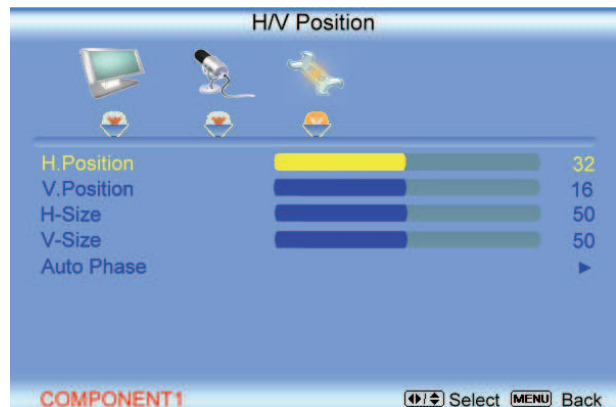 H/V Position
H.Position 32
V.Position 16
H-Size 50
V-Size 50
Auto Phase ►
COMPONENT1 Select MENU Back